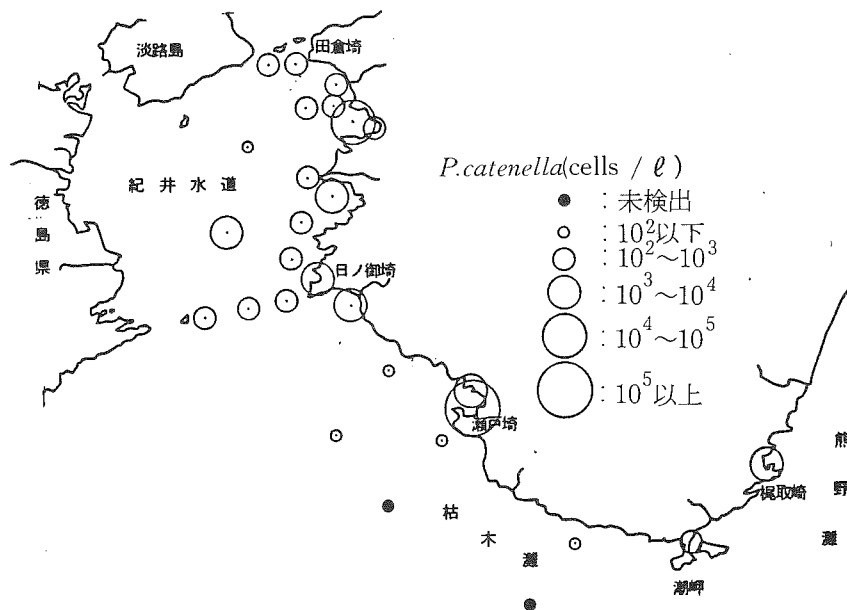 淡路島
田倉埼
紀井水道
徳島県
日ノ御埼
P.catenella(cells / ℓ)
● : 未検出
: 10²以下
: 10²~10³
: 10³~10⁴
: 10⁴~10⁵
: 10⁵以上
瀬戸埼
枯木灘
潮岬
梶取崎
熊野灘